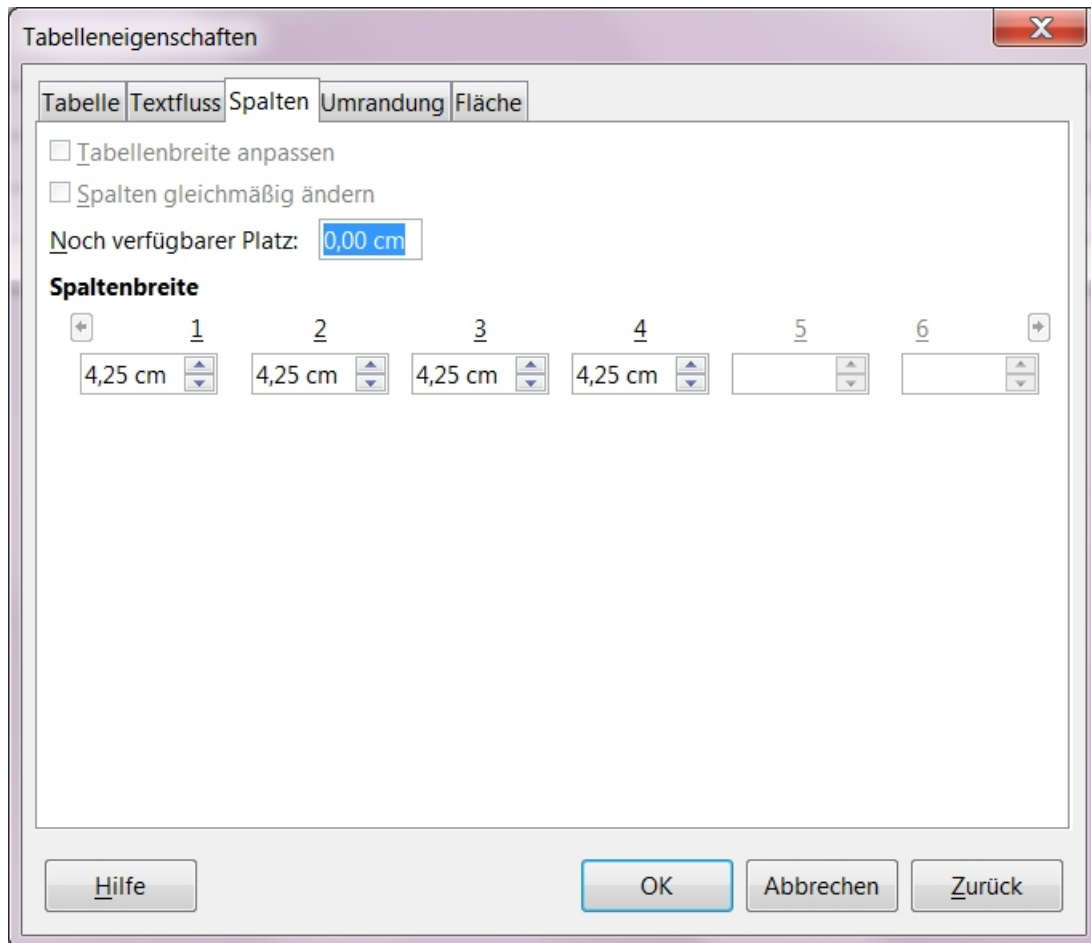 Tabelleneigenschaften
Tabelle Textfluss Spalten Umrandung Fläche
Tabellenbreite anpassen
Spalten gleichmäßig ändern
Noch verfügbarer Platz: 0,00 cm
Spaltenbreite
1 2 3 4 5 6
4,25 cm 4,25 cm 4,25 cm 4,25 cm
Hilfe OK Abbrechen Zurück